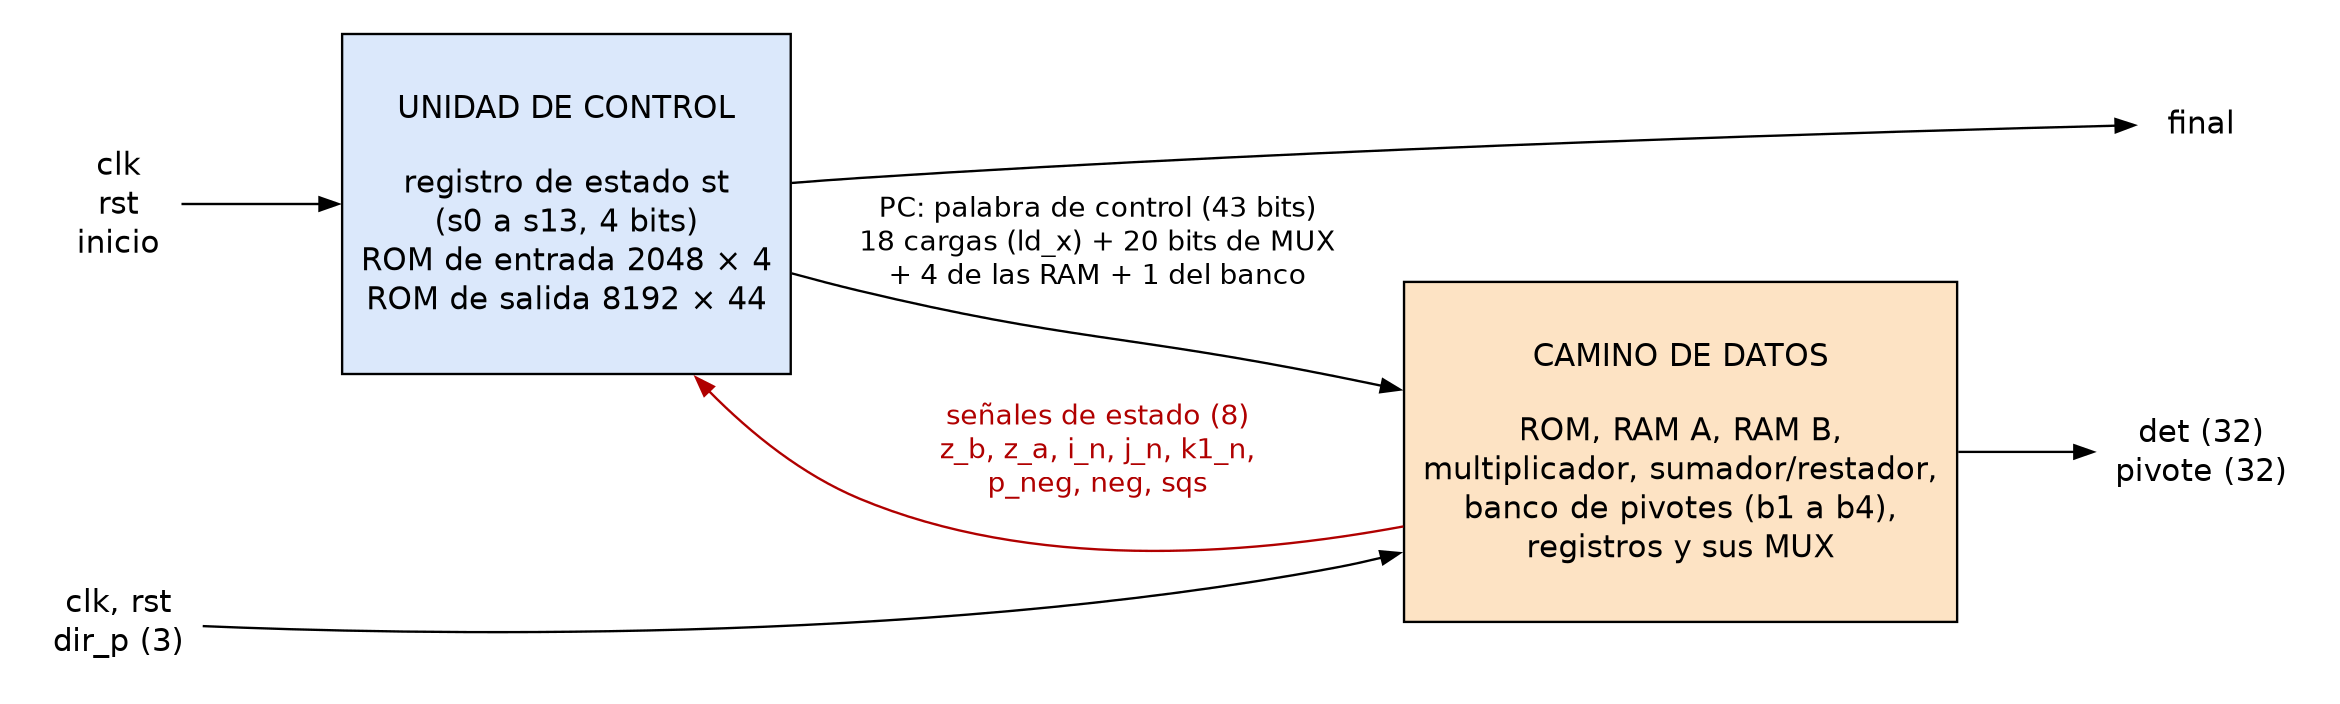 clk
rst
inicio
UNIDAD DE CONTROL
registro de estado st
(s0 a s13, 4 bits)
ROM de entrada 2048 × 4
ROM de salida 8192 × 44
PC: palabra de control (43 bits)
18 cargas (ld_x) + 20 bits de MUX
+ 4 de las RAM + 1 del banco
final
señales de estado (8)
z_b, z_a, i_n, j_n, k1_n,
p_neg, neg, sqs
CAMINO DE DATOS
ROM, RAM A, RAM B,
multiplicador, sumador/restador,
banco de pivotes (b1 a b4),
registros y sus MUX
det (32)
pivote (32)
clk, rst
dir_p (3)